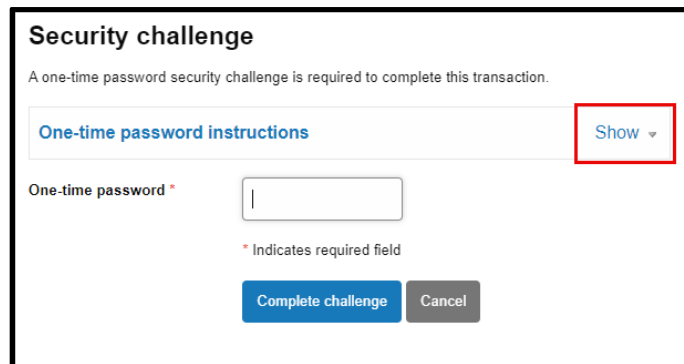 Security challenge
A one-time password security challenge is required to complete this transaction.
One-time password instructions Show
One-time password *
* Indicates required field
Complete challenge Cancel